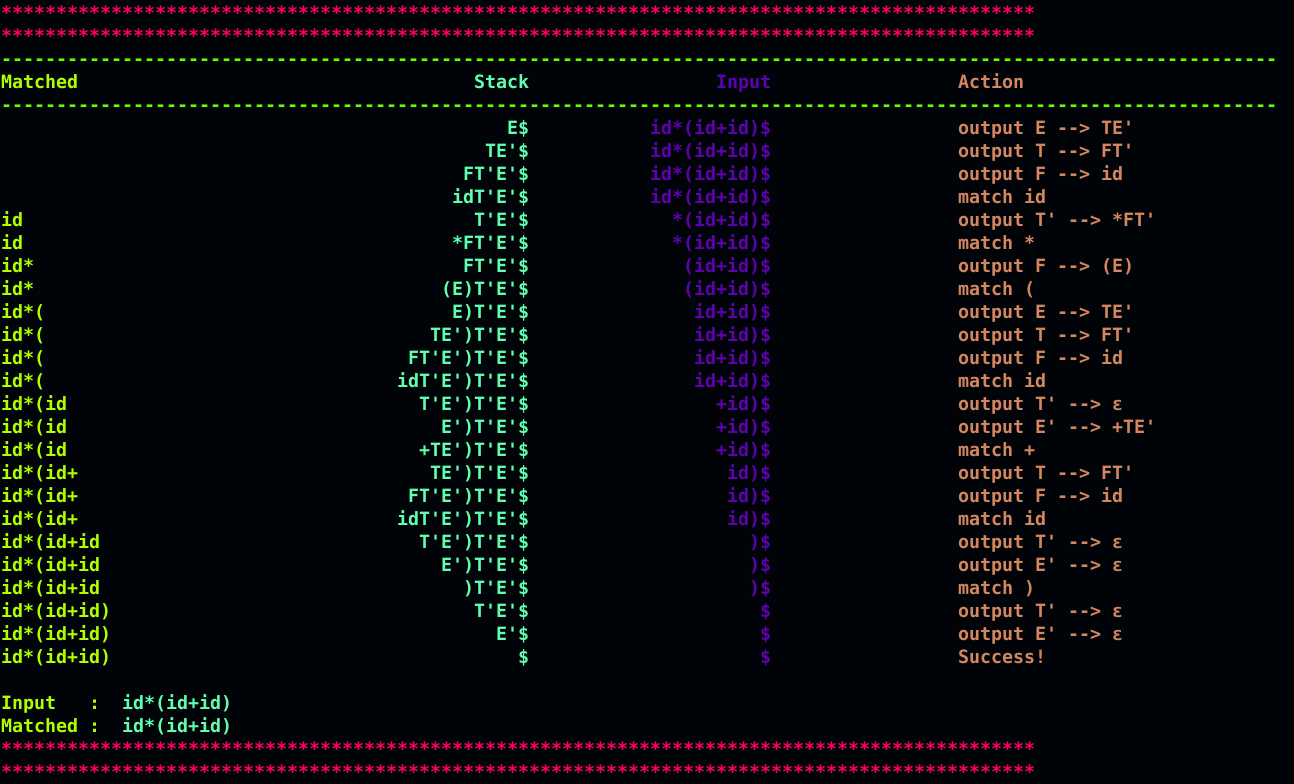 **********************************************************************************************
**********************************************************************************************
--------------------------------------------------------------------------------------------------------------------
Matched Stack Input Action
--------------------------------------------------------------------------------------------------------------------
E$ id*(id+id)$ output E --> TE'
TE'$ id*(id+id)$ output T --> FT'
FT'E'$ id*(id+id)$ output F --> id
idT'E'$ id*(id+id)$ match id
id T'E'$ *(id+id)$ output T' --> *FT'
id *FT'E'$ *(id+id)$ match *
id* FT'E'$ (id+id)$ output F --> (E)
id* (E)T'E'$ (id+id)$ match (
id*( E)T'E'$ id+id)$ output E --> TE'
id*( TE')T'E'$ id+id)$ output T --> FT'
id*( FT'E')T'E'$ id+id)$ output F --> id
id*( idT'E')T'E'$ id+id)$ match id
id*(id T'E')T'E'$ +id)$ output T' --> ε
id*(id E')T'E'$ +id)$ output E' --> +TE'
id*(id +TE')T'E'$ +id)$ match +
id*(id+ TE')T'E'$ id)$ output T --> FT'
id*(id+ FT'E')T'E'$ id)$ output F --> id
id*(id+ idT'E')T'E'$ id)$ match id
id*(id+id T'E')T'E'$ )$ output T' --> ε
id*(id+id E')T'E'$ )$ output E' --> ε
id*(id+id )T'E'$ )$ match )
id*(id+id) T'E'$ $ output T' --> ε
id*(id+id) E'$ $ output E' --> ε
id*(id+id) $ $ Success!
Input : id*(id+id)
Matched : id*(id+id)
**********************************************************************************************
**********************************************************************************************